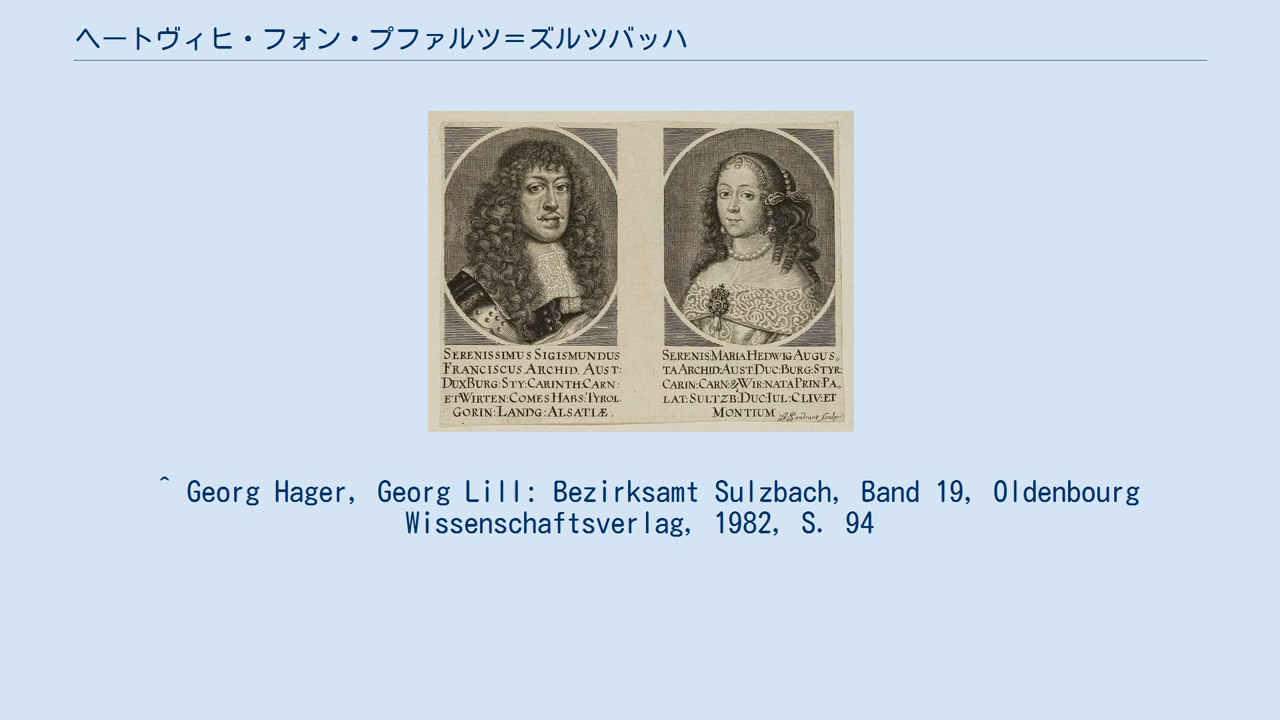 ヘートヴィヒ・フォン・プファルツ＝ズルツバッハ
SERENISSIMUS SIGISMUNDUS
FRANCISCUS ARCHID. AUST:
DUXBURG: STY: CARINTH: CARN:
ET WIRTEN: COMES HABS: TYROL.
GORIN: LANDG: ALSATIÆ.
SERENIS: MARIA HEDWIG AUGUS,,
TA ARCHID: AUST: DUC: BURG: STYR:
CARIN: CARN: & WIR: NATA PRIN: PA,,
LAT: SULTZB: DUC: IUL: CLIV: ET
MONTIUM
J. Sandrart sculps:
^ Georg Hager, Georg Lill: Bezirksamt Sulzbach, Band 19, Oldenbourg
Wissenschaftsverlag, 1982, S. 94